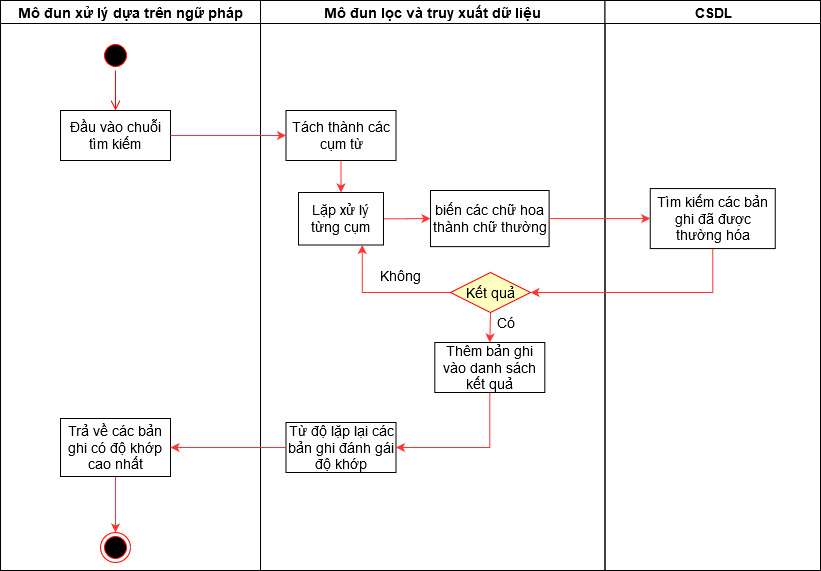 Mô đun xử lý dựa trên ngữ pháp
Mô đun lọc và truy xuất dữ liệu
CSDL
Đầu vào chuỗi
tìm kiếm
Tách thành các
cụm từ
Lặp xử lý
từng cụm
biến các chữ hoa
thành chữ thường
Tìm kiếm các bản
ghi đã được
thường hóa
Không
Kết quả
Có
Thêm bản ghi
vào danh sách
kết quả
Từ độ lặp lại các
bản ghi đánh gái
độ khớp
Trả về các bản
ghi có độ khớp
cao nhất